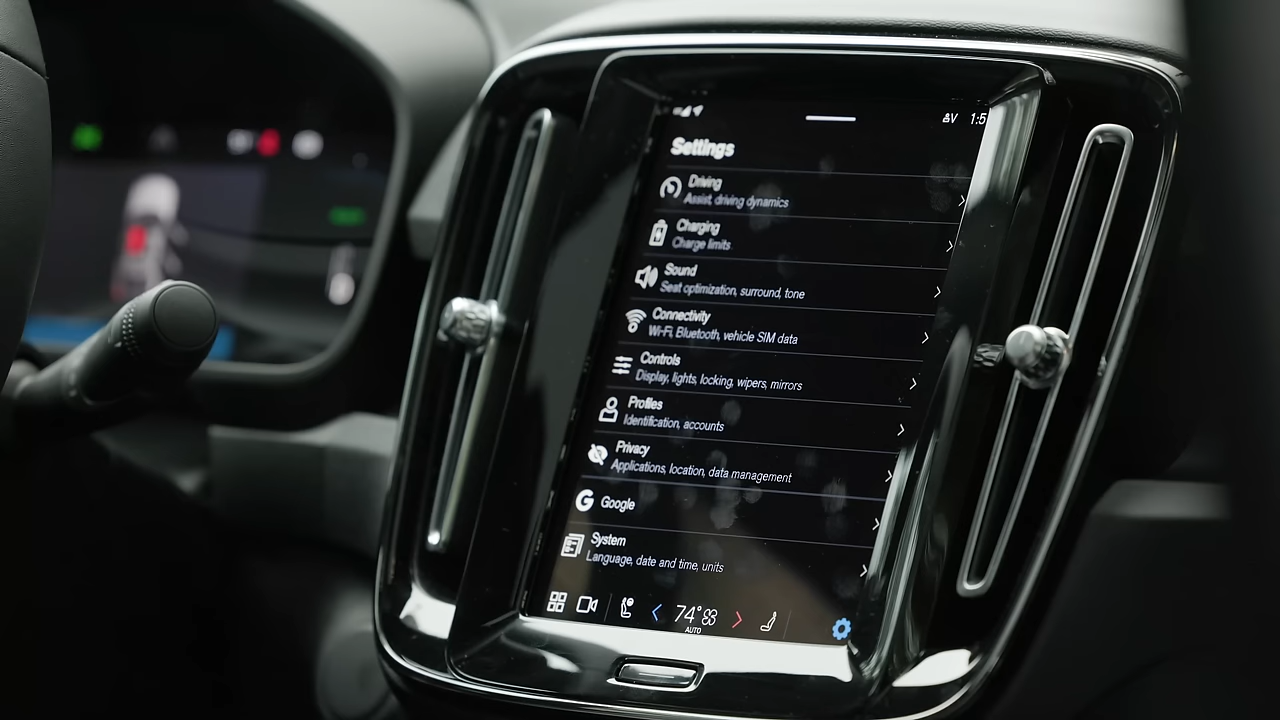 1:5
Settings
Driving
Assist, driving dynamics
Charging
Charge limits
Sound
Seat optimization, surround, tone
Connectivity
Wi-Fi, Bluetooth, vehicle SIM data
Controls
Display, lights, locking, wipers, mirrors
Profiles
Identification, accounts
Privacy
Applications, location, data management
G Google
System
Language, date and time, units
74°
AUTO